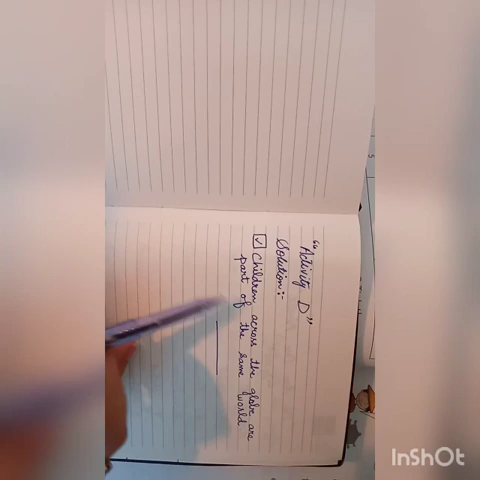 "Activity D"
Solution:-
☑ Children across the globe are
part of the same world
InShOt